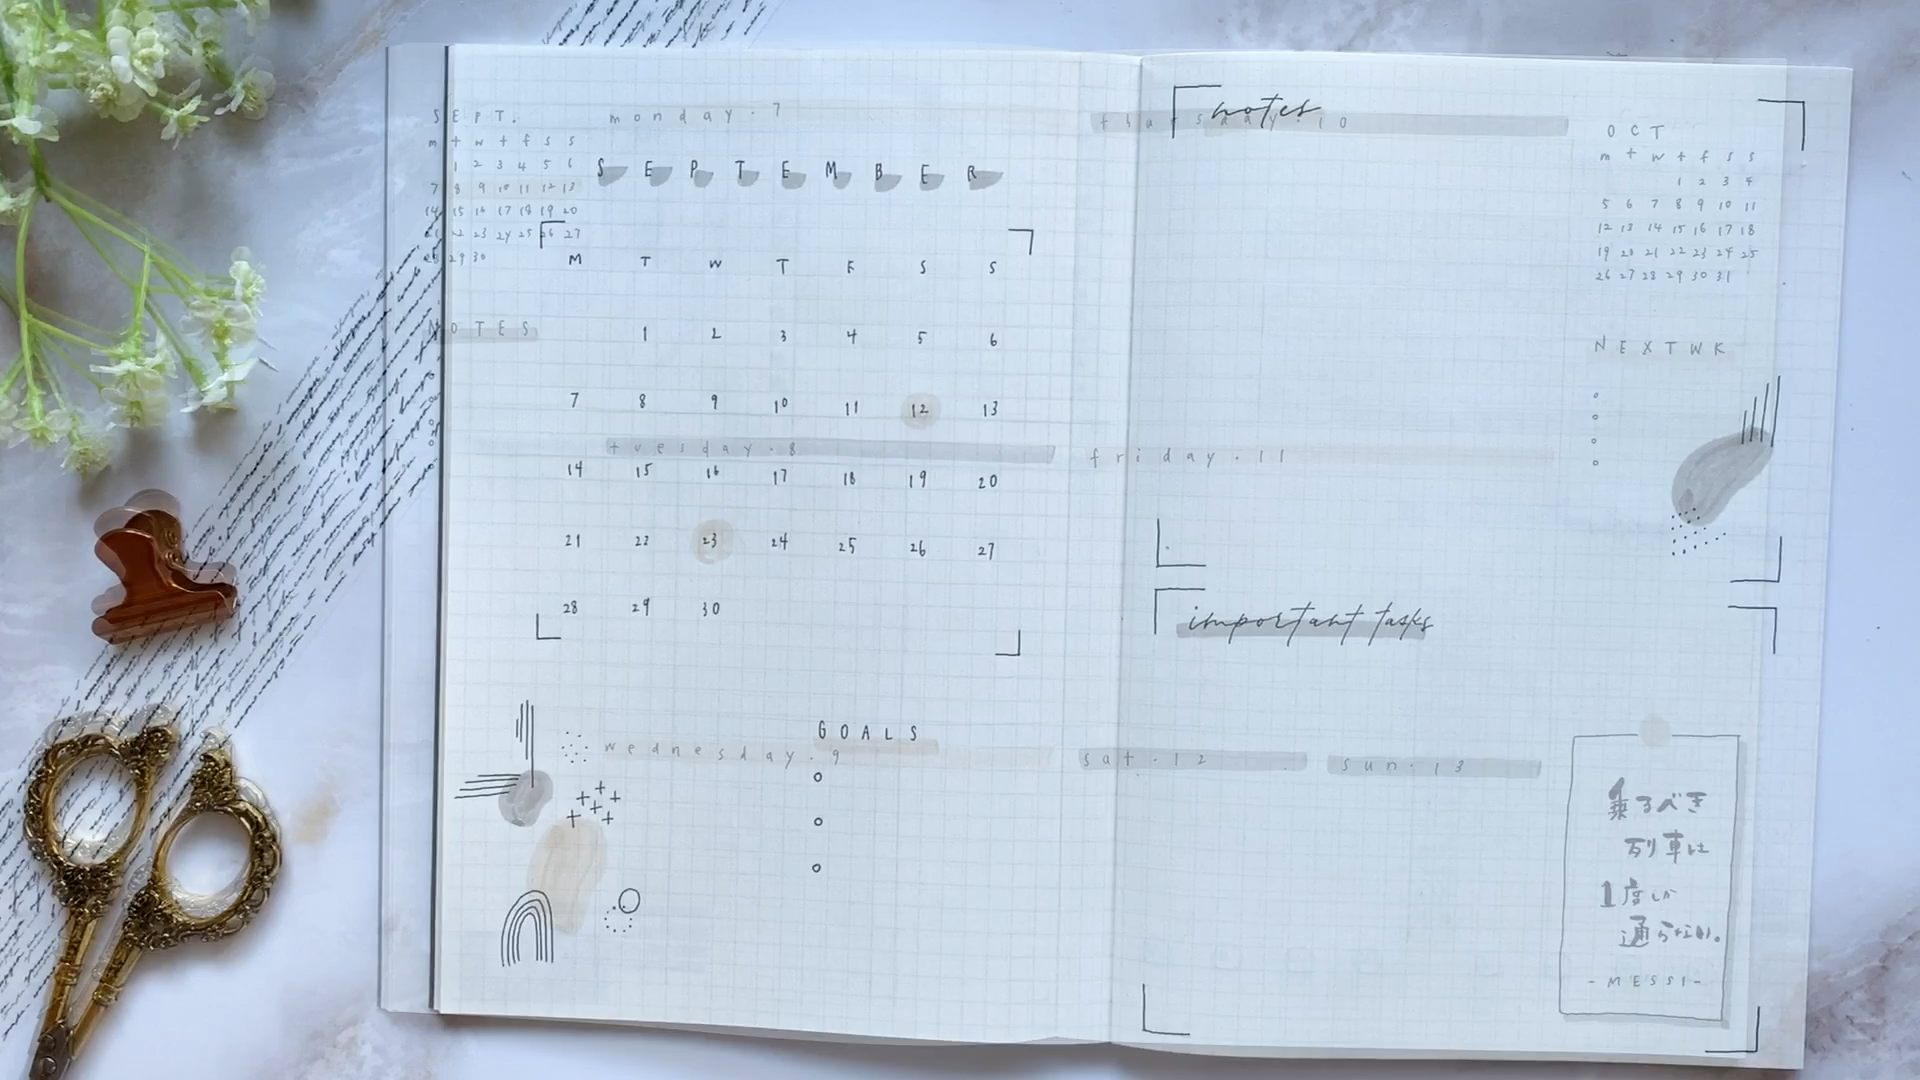 SEPT.
m t w t f s s
1 2 3 4 5 6
7 8 9 10 11 12 13
14 15 16 17 18 19 20
21 22 23 24 25 26 27
28 29 30
NOTES
monday.7
SEPTEMBER
M T W T F S S
1 2 3 4 5 6
7 8 9 10 11 12 13
14 15 16 17 18 19 20
21 22 23 24 25 26 27
28 29 30
tuesday.8
GOALS
wednesday.9
notes
thursday.10
friday.11
important tasks
sat.12
sun.13
OCT
m t w t f s s
1 2 3 4
5 6 7 8 9 10 11
12 13 14 15 16 17 18
19 20 21 22 23 24 25
26 27 28 29 30 31
NEXT WK
乗るべき
列車は
1度しか
通らない。
-MESSI-